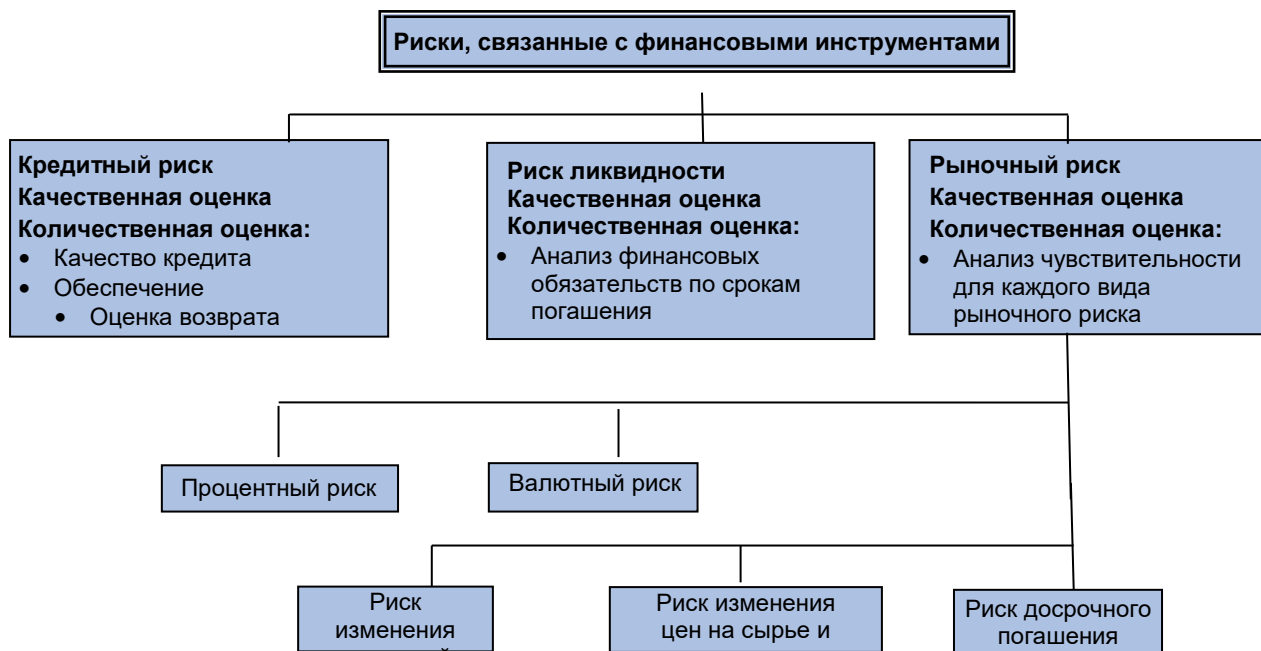 Риски, связанные с финансовыми инструментами
Кредитный риск
Качественная оценка
Количественная оценка:
• Качество кредита
• Обеспечение
• Оценка возврата
Риск ликвидности
Качественная оценка
Количественная оценка:
• Анализ финансовых
обязательств по срокам
погашения
Рыночный риск
Качественная оценка
Количественная оценка:
• Анализ чувствительности
для каждого вида
рыночного риска
Процентный риск
Валютный риск
Риск
изменения
Риск изменения
цен на сырье и
Риск досрочного
погашения